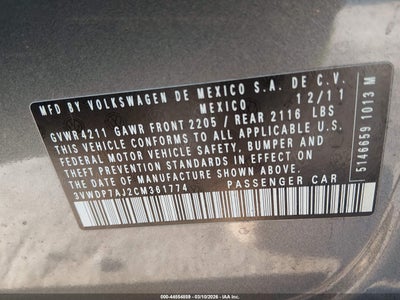 MFD BY VOLKSWAGEN DE MEXICO S.A. DE C.V.
MEXICO 12/11
GVWR 4211 GAWR FRONT 2205 / REAR 2116 LBS
THIS VEHICLE CONFORMS TO ALL APPLICABLE U.S.
FEDERAL MOTOR VEHICLE SAFETY, BUMPER AND
THEFT PREVENTION STANDARDS IN EFFECT ON
THE DATE OF MANUFACTURE SHOWN ABOVE.
3VWDP7AJ2CM361774 PASSENGER CAR
5146659 1013 M
000-44554859 - 03/10/2026 - IAA Inc.